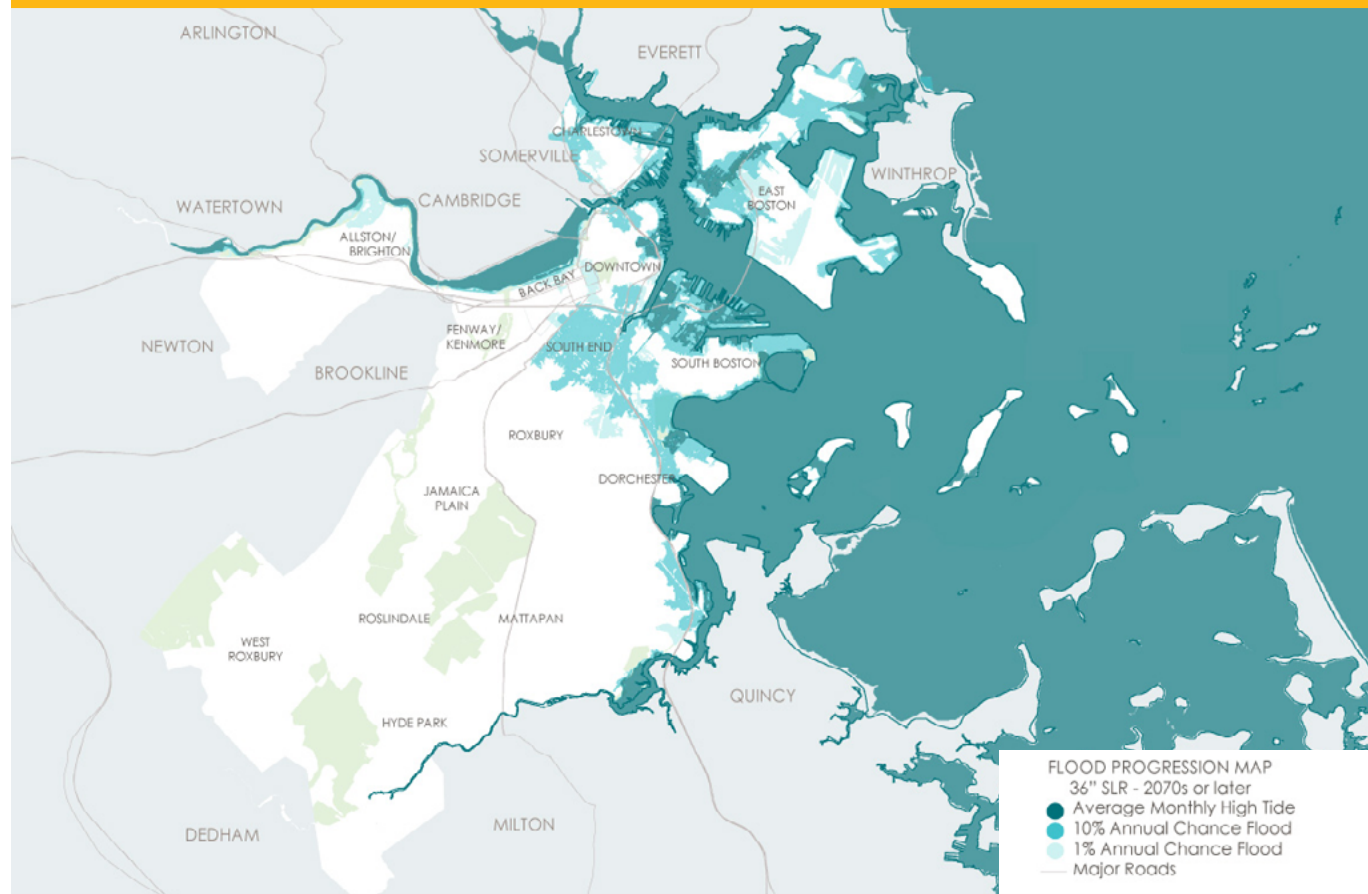 ARLINGTON
EVERETT
CHARLESTOWN
SOMERVILLE
WINTHROP
WATERTOWN
CAMBRIDGE
EAST
BOSTON
ALLSTON/
BRIGHTON
DOWNTOWN
BACK BAY
FENWAY/
KENMORE
SOUTH END
NEWTON
BROOKLINE
SOUTH BOSTON
ROXBURY
DORCHESTER
JAMAICA
PLAIN
ROSLINDALE
MATTAPAN
WEST
ROXBURY
QUINCY
HYDE PARK
DEDHAM
MILTON
FLOOD PROGRESSION MAP
36" SLR - 2070s or later
Average Monthly High Tide
10% Annual Chance Flood
1% Annual Chance Flood
Major Roads